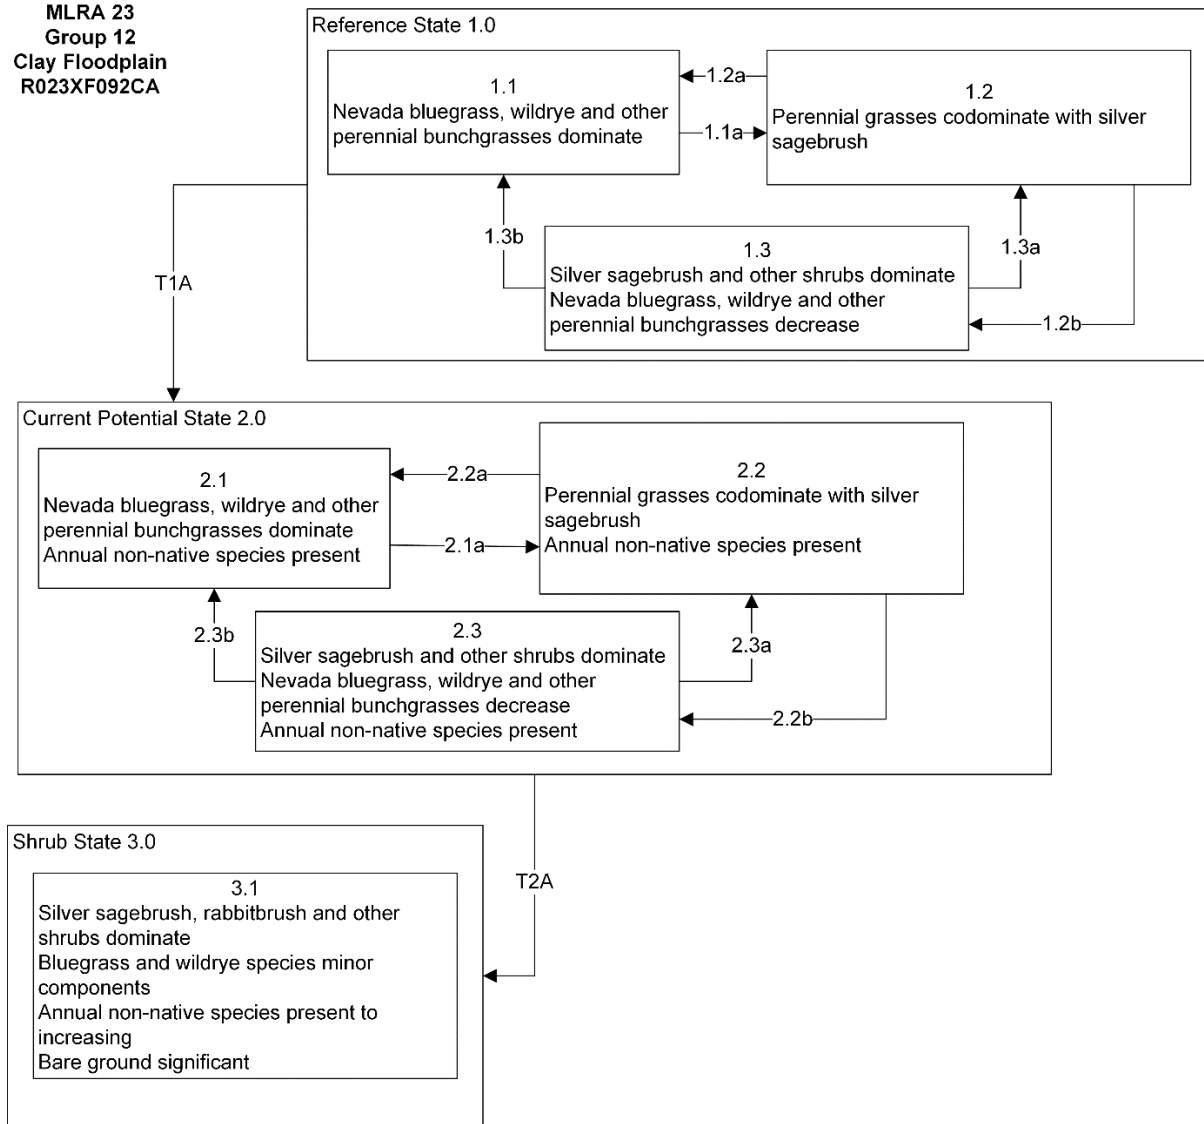 MLRA 23
Group 12
Clay Floodplain
R023XF092CA
Reference State 1.0
1.1
Nevada bluegrass, wildrye and other
perennial bunchgrasses dominate
1.2a
1.1a
1.2
Perennial grasses codominate with silver
sagebrush
1.3b
1.3
Silver sagebrush and other shrubs dominate
Nevada bluegrass, wildrye and other
perennial bunchgrasses decrease
1.3a
1.2b
T1A
Current Potential State 2.0
2.1
Nevada bluegrass, wildrye and other
perennial bunchgrasses dominate
Annual non-native species present
2.2a
2.1a
2.2
Perennial grasses codominate with silver
sagebrush
Annual non-native species present
2.3b
2.3
Silver sagebrush and other shrubs dominate
Nevada bluegrass, wildrye and other
perennial bunchgrasses decrease
Annual non-native species present
2.3a
2.2b
T2A
Shrub State 3.0
3.1
Silver sagebrush, rabbitbrush and other
shrubs dominate
Bluegrass and wildrye species minor
components
Annual non-native species present to
increasing
Bare ground significant